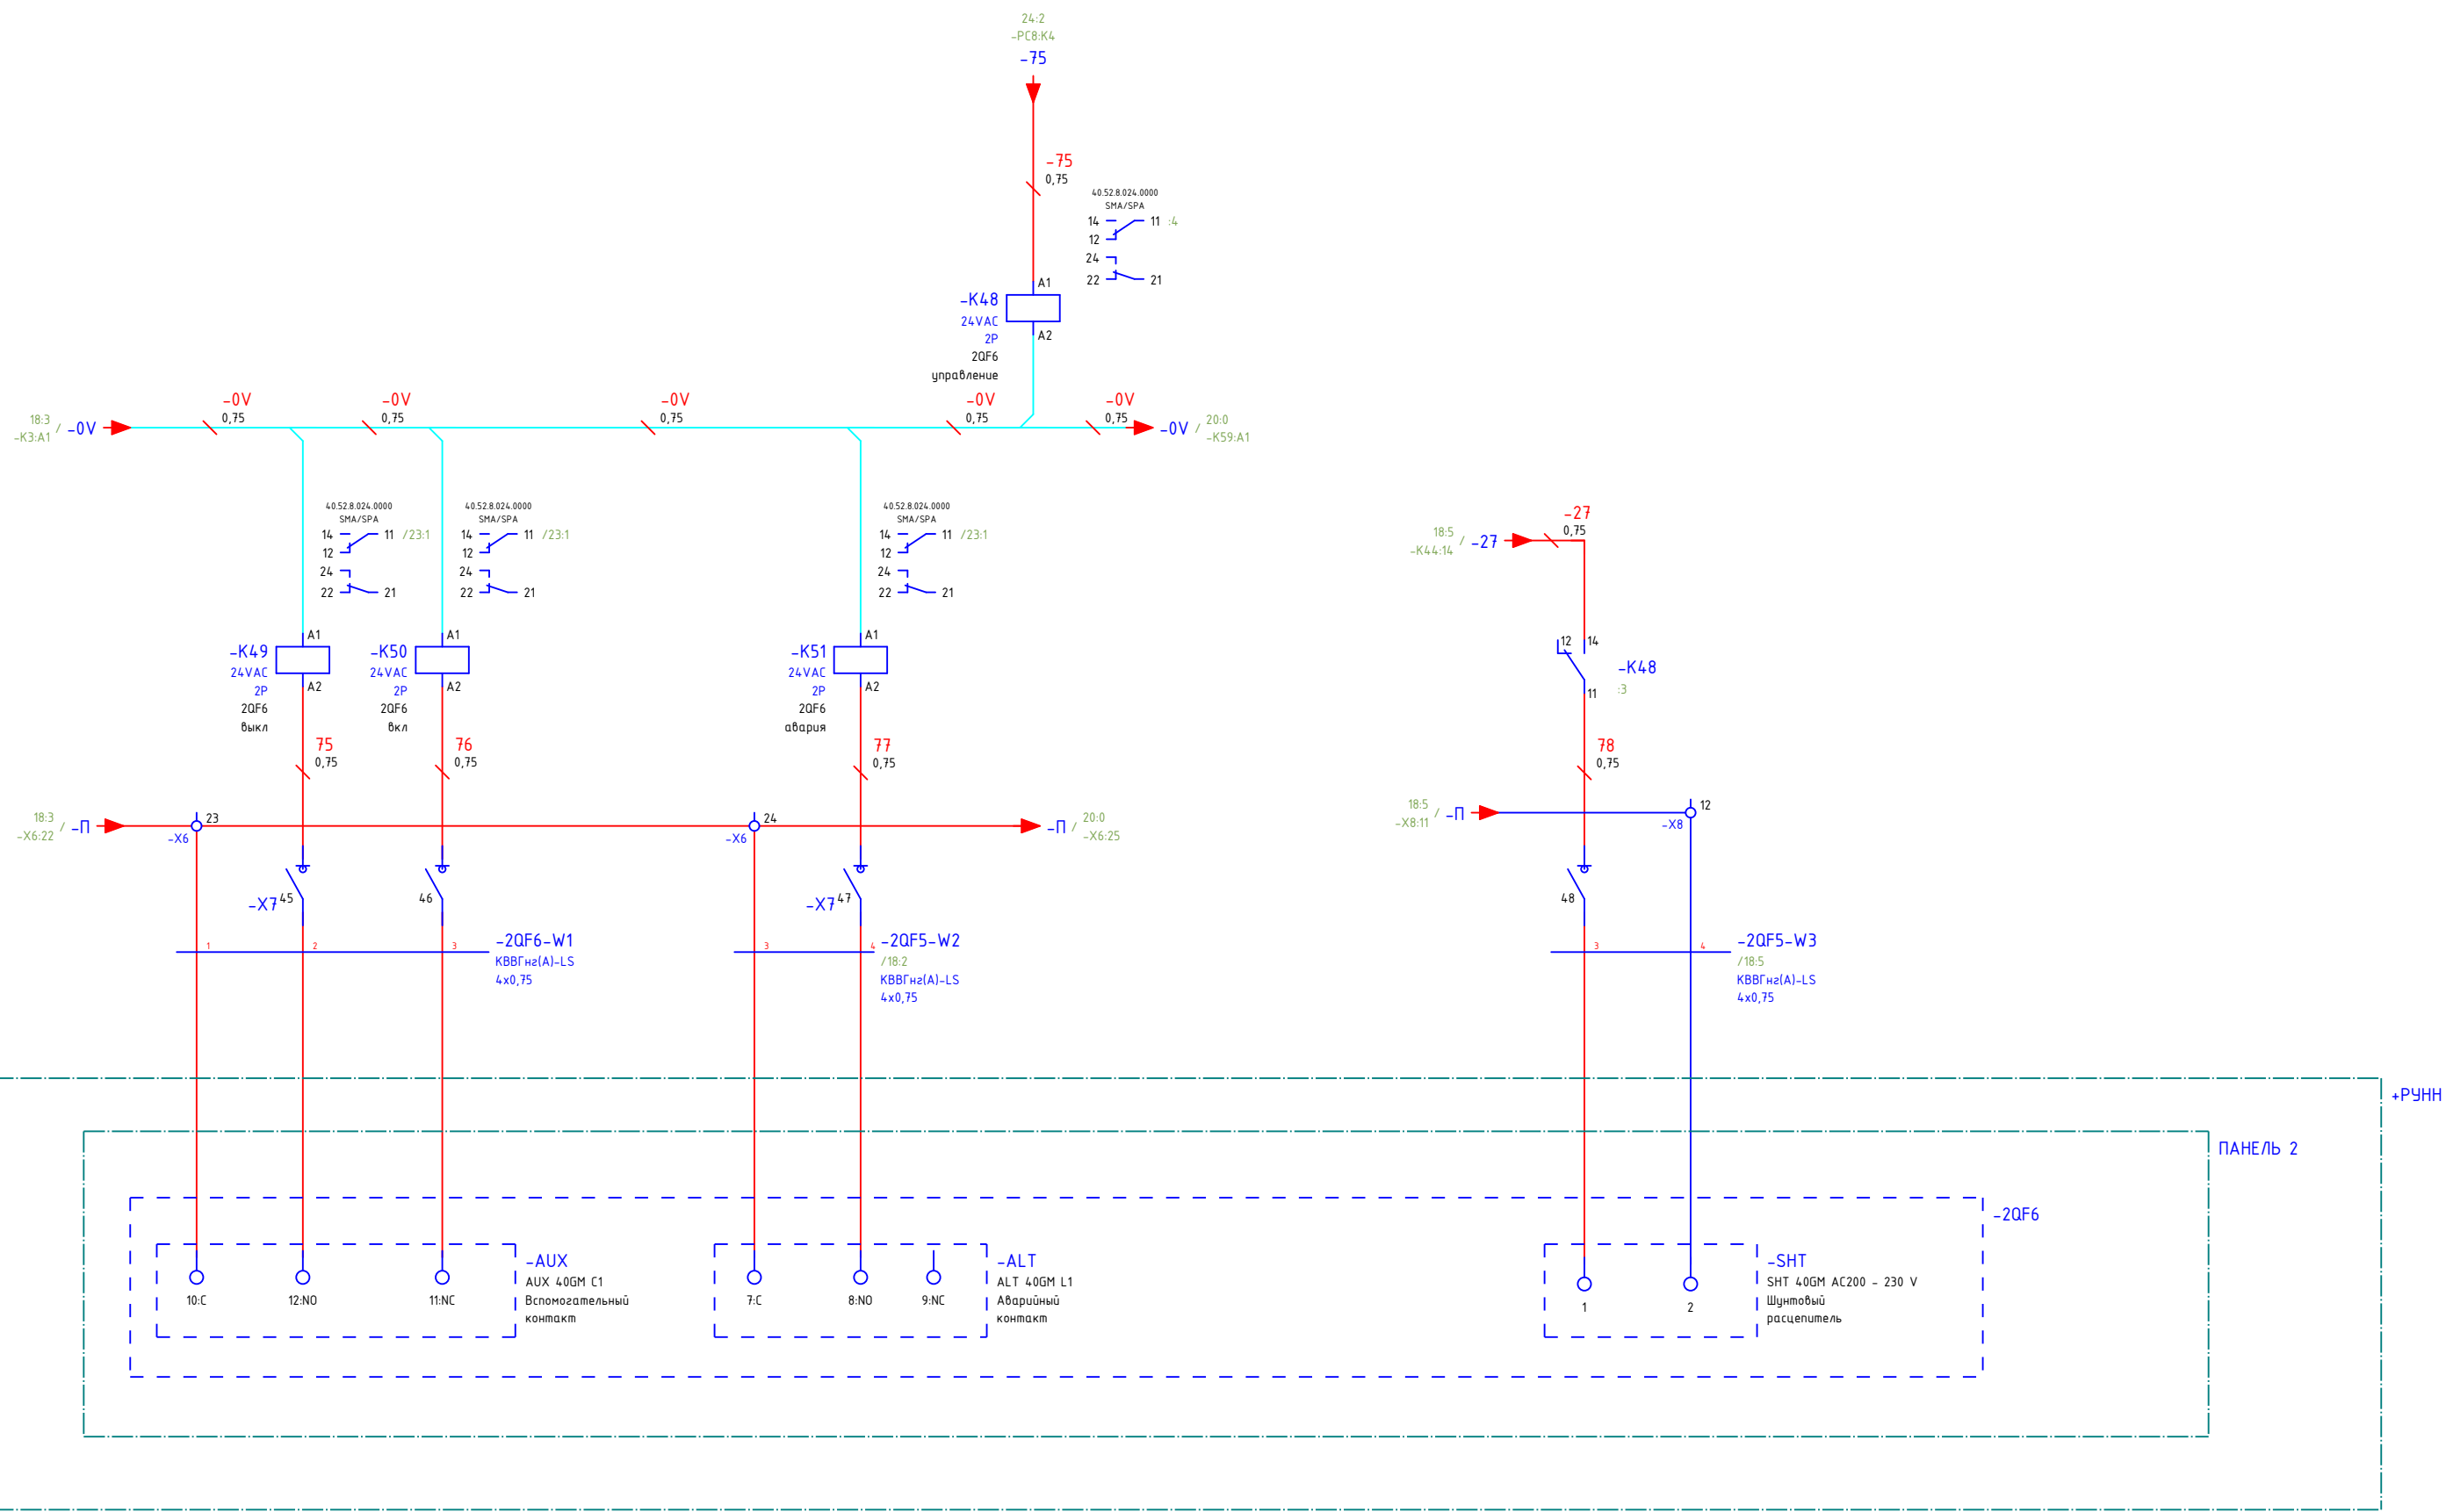 24:2
-PC8:K4
-75
-75
0,75
40.52.8.024.0000
SMA/SPA
14 11 :4
12
24
22 21
A1
-K48
24VAC
2P
2QF6
управление
A2
18:3
-K3:A1 / -0V
-0V
0,75
-0V
0,75
-0V
0,75
-0V
0,75
-0V
0,75
-0V / 20:0
-K59:A1
40.52.8.024.0000
SMA/SPA
14 11 /23:1
12
24
22 21
40.52.8.024.0000
SMA/SPA
14 11 /23:1
12
24
22 21
40.52.8.024.0000
SMA/SPA
14 11 /23:1
12
24
22 21
18:5
-K44:14 / -27
-27
0,75
A1
-K49
24VAC
2P
2QF6
выкл
A2
A1
-K50
24VAC
2P
2QF6
вкл
A2
A1
-K51
24VAC
2P
2QF6
авария
A2
12 14
-K48
:3
11
75
0,75
76
0,75
77
0,75
78
0,75
18:3
-X6:22 / -П
23
-X6
24
-X6
-П / 20:0
-X6:25
18:5
-X8:11 / -П
12
-X8
-X7 45
46
-X7 47
48
1 2 3
-2QF6-W1
КВВГнг(А)-LS
4x0,75
3 4
-2QF5-W2
/18:2
КВВГнг(А)-LS
4x0,75
3 4
-2QF5-W3
/18:5
КВВГнг(А)-LS
4x0,75
+РУНН
ПАНЕЛЬ 2
-2QF6
10:C 12:NO 11:NC
-AUX
AUX 40GM C1
Вспомогательный
контакт
7:C 8:NO 9:NC
-ALT
ALT 40GM L1
Аварийный
контакт
1 2
-SHT
SHT 40GM AC200 - 230 V
Шунтовый
расцепитель